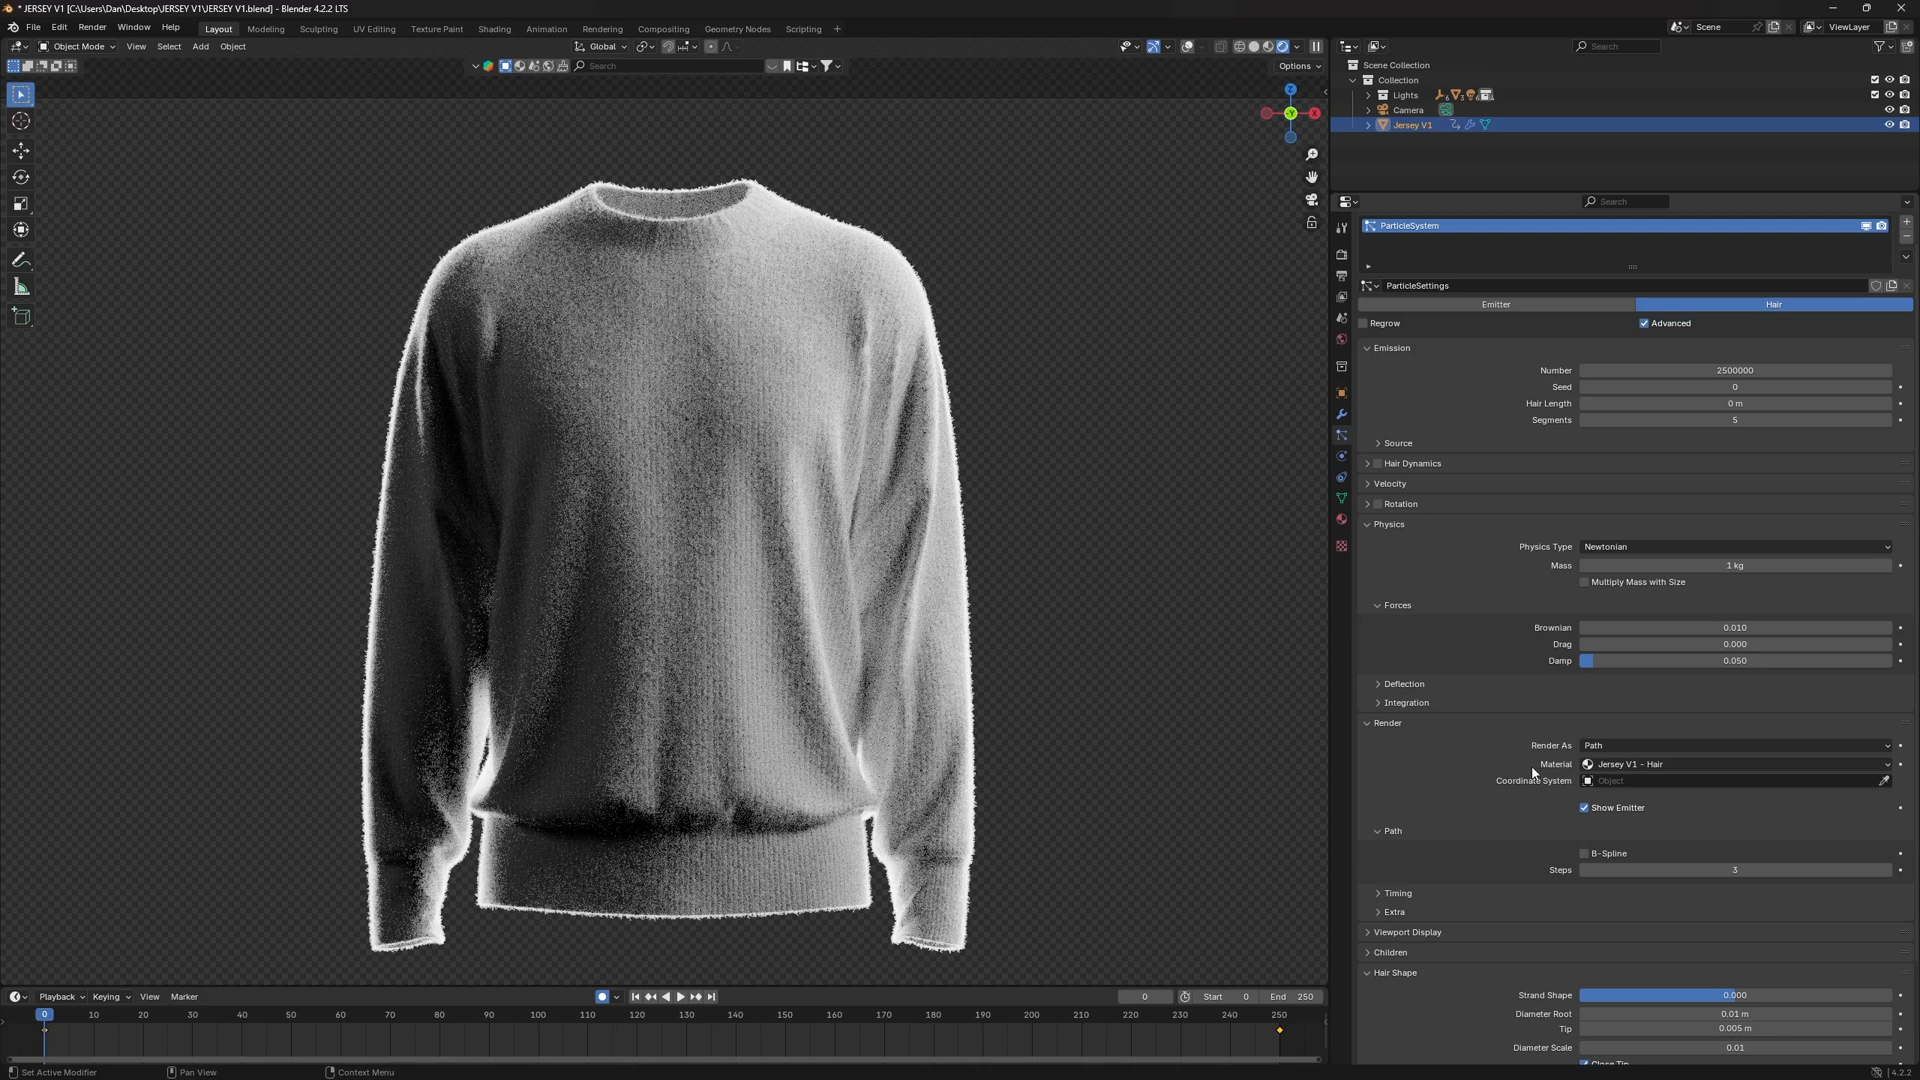 * JERSEY V1 [C:\Users\Dan\Desktop\JERSEY V1\JERSEY V1.blend] - Blender 4.2.2 LTS
File Edit Render Window Help Layout Modeling Sculpting UV Editing Texture Paint Shading Animation Rendering Compositing Geometry Nodes Scripting + Scene ViewLayer
Object Mode View Select Add Object Global Search
Search Options
Scene Collection
Collection
Lights 6 3 6
Camera
Jersey V1
Z
Y X
Search
ParticleSystem
ParticleSettings
Emitter Hair
Regrow Advanced
Emission
Number 2500000
Seed 0
Hair Length 0 m
Segments 5
Source
Hair Dynamics
Velocity
Rotation
Physics
Physics Type Newtonian
Mass 1 kg
Multiply Mass with Size
Forces
Brownian 0.010
Drag 0.000
Damp 0.050
Deflection
Integration
Render
Render As Path
Material Jersey V1 - Hair
Coordinate System Object
Show Emitter
Path
B-Spline
Steps 3
Timing
Extra
Viewport Display
Children
Hair Shape
Strand Shape 0.000
Diameter Root 0.01 m
Tip 0.005 m
Diameter Scale 0.01
Close Tip
Playback Keying View Marker 0 Start 0 End 250
0 10 20 30 40 50 60 70 80 90 100 110 120 130 140 150 160 170 180 190 200 210 220 230 240 250
Set Active Modifier Pan View Context Menu 4.2.2